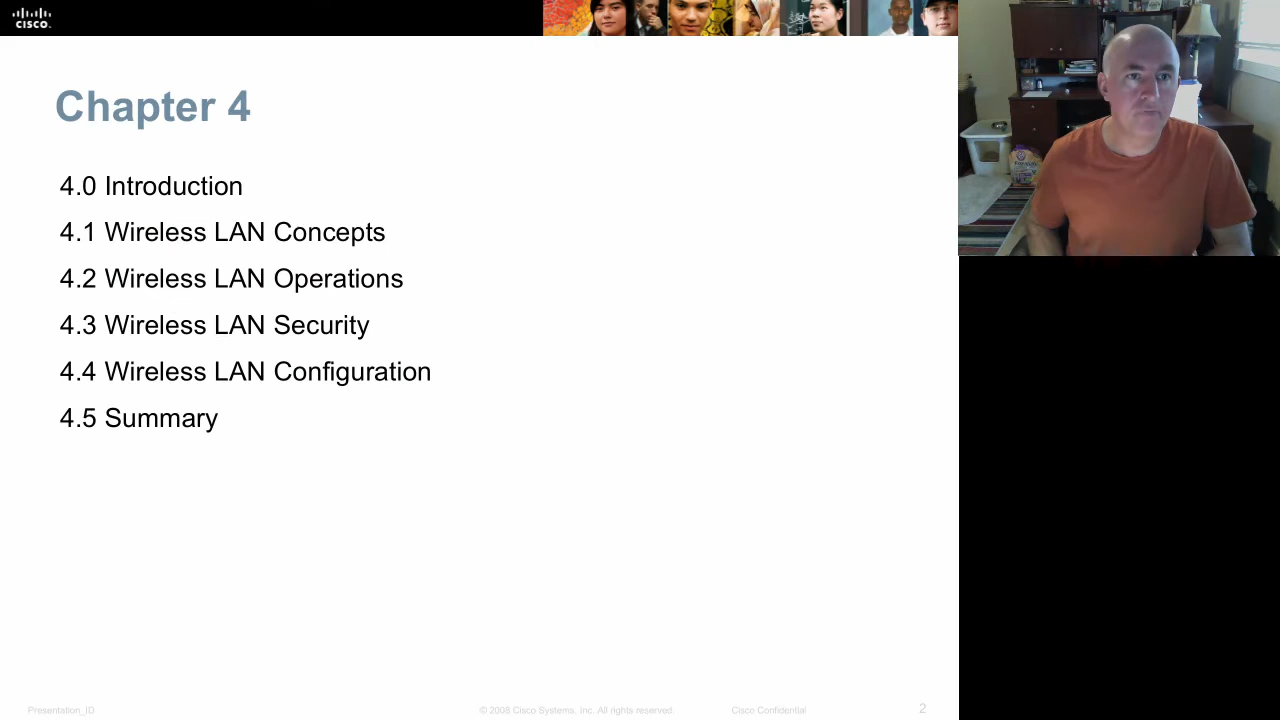 cisco.
Chapter 4
4.0 Introduction
4.1 Wireless LAN Concepts
4.2 Wireless LAN Operations
4.3 Wireless LAN Security
4.4 Wireless LAN Configuration
4.5 Summary
Presentation_ID
© 2008 Cisco Systems, Inc. All rights reserved.
Cisco Confidential
2